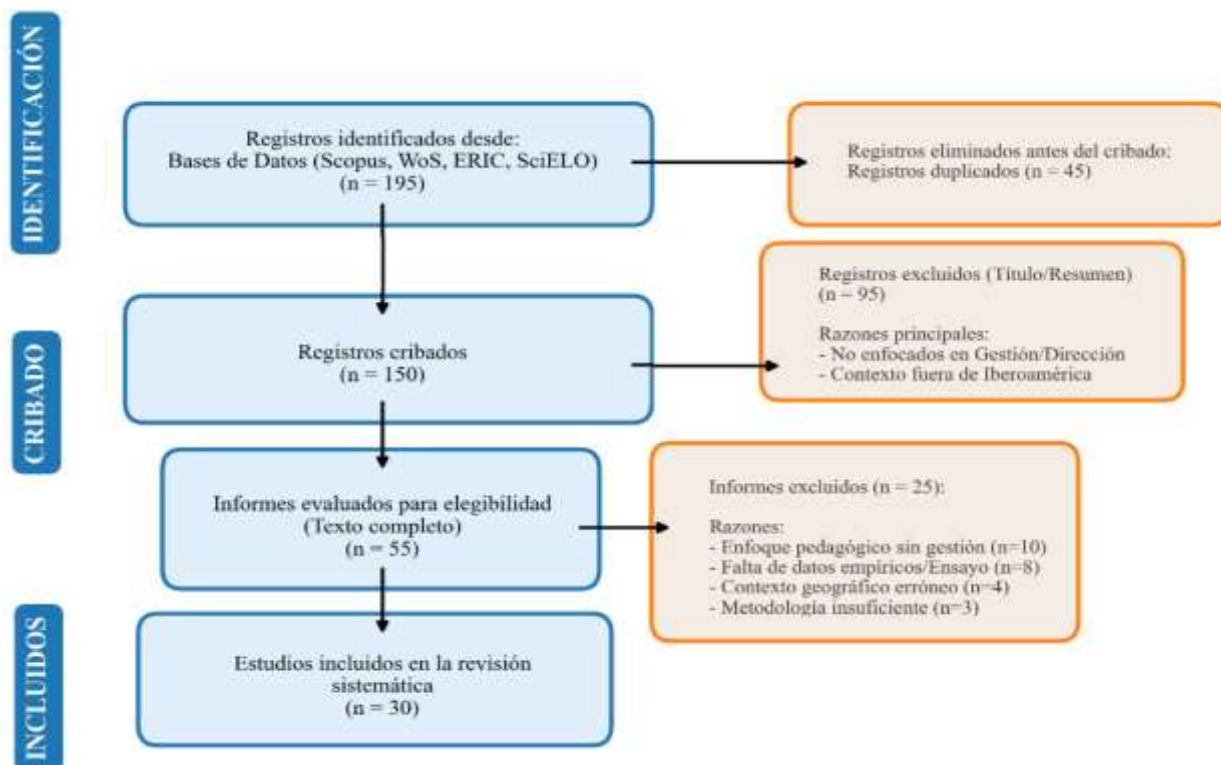 IDENTIFICACIÓN
Registros identificados desde:
Bases de Datos (Scopus, WoS, ERIC, SciELO)
(n = 195)
Registros eliminados antes del cribado:
Registros duplicados (n = 45)
CRIBADO
Registros cribados
(n = 150)
Registros excluidos (Título/Resumen)
(n = 95)
Razones principales:
- No enfocados en Gestión/Dirección
- Contexto fuera de Iberoamérica
Informes evaluados para elegibilidad
(Texto completo)
(n = 55)
Informes excluidos (n = 25):
Razones:
- Enfoque pedagógico sin gestión (n=10)
- Falta de datos empíricos/Ensayo (n=8)
- Contexto geográfico erróneo (n=4)
- Metodología insuficiente (n=3)
INCLUIDOS
Estudios incluidos en la revisión
sistemática
(n = 30)